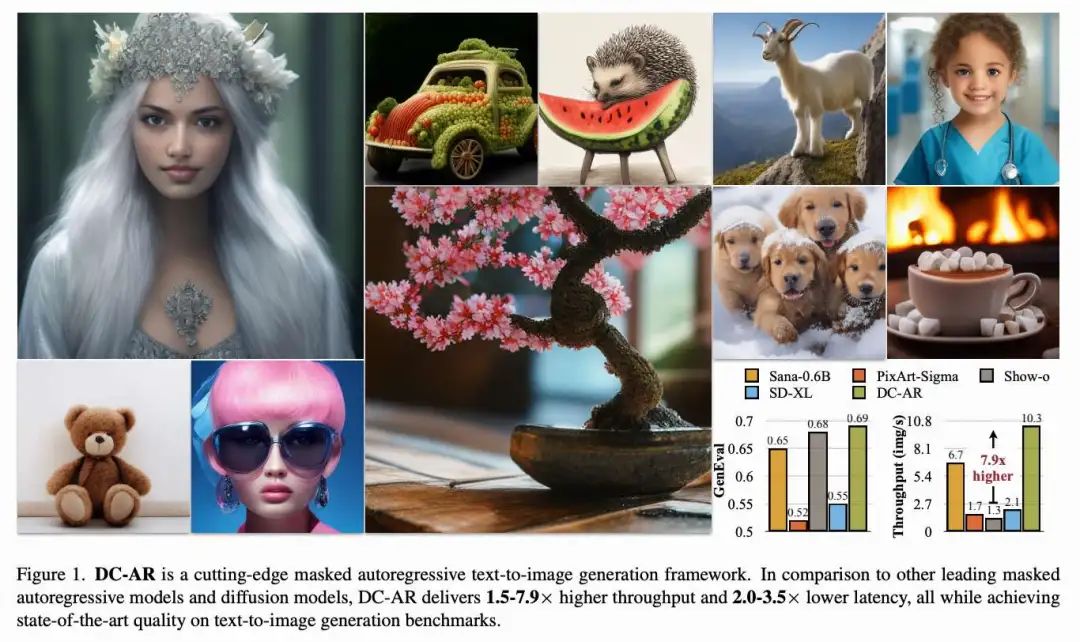 Sana-0.6B PixArt-Sigma Show-o
SD-XL DC-AR
GenEval
0.7
0.65
0.6
0.55
0.5
0.65
0.52
0.68
0.55
0.69
Throughput (img/s)
10.8
8.1
5.4
2.7
0
6.7
1.7
1.3
2.1
10.3
7.9x
higher
Figure 1. DC-AR is a cutting-edge masked autoregressive text-to-image generation framework. In comparison to other leading masked
autoregressive models and diffusion models, DC-AR delivers 1.5-7.9× higher throughput and 2.0-3.5× lower latency, all while achieving
state-of-the-art quality on text-to-image generation benchmarks.